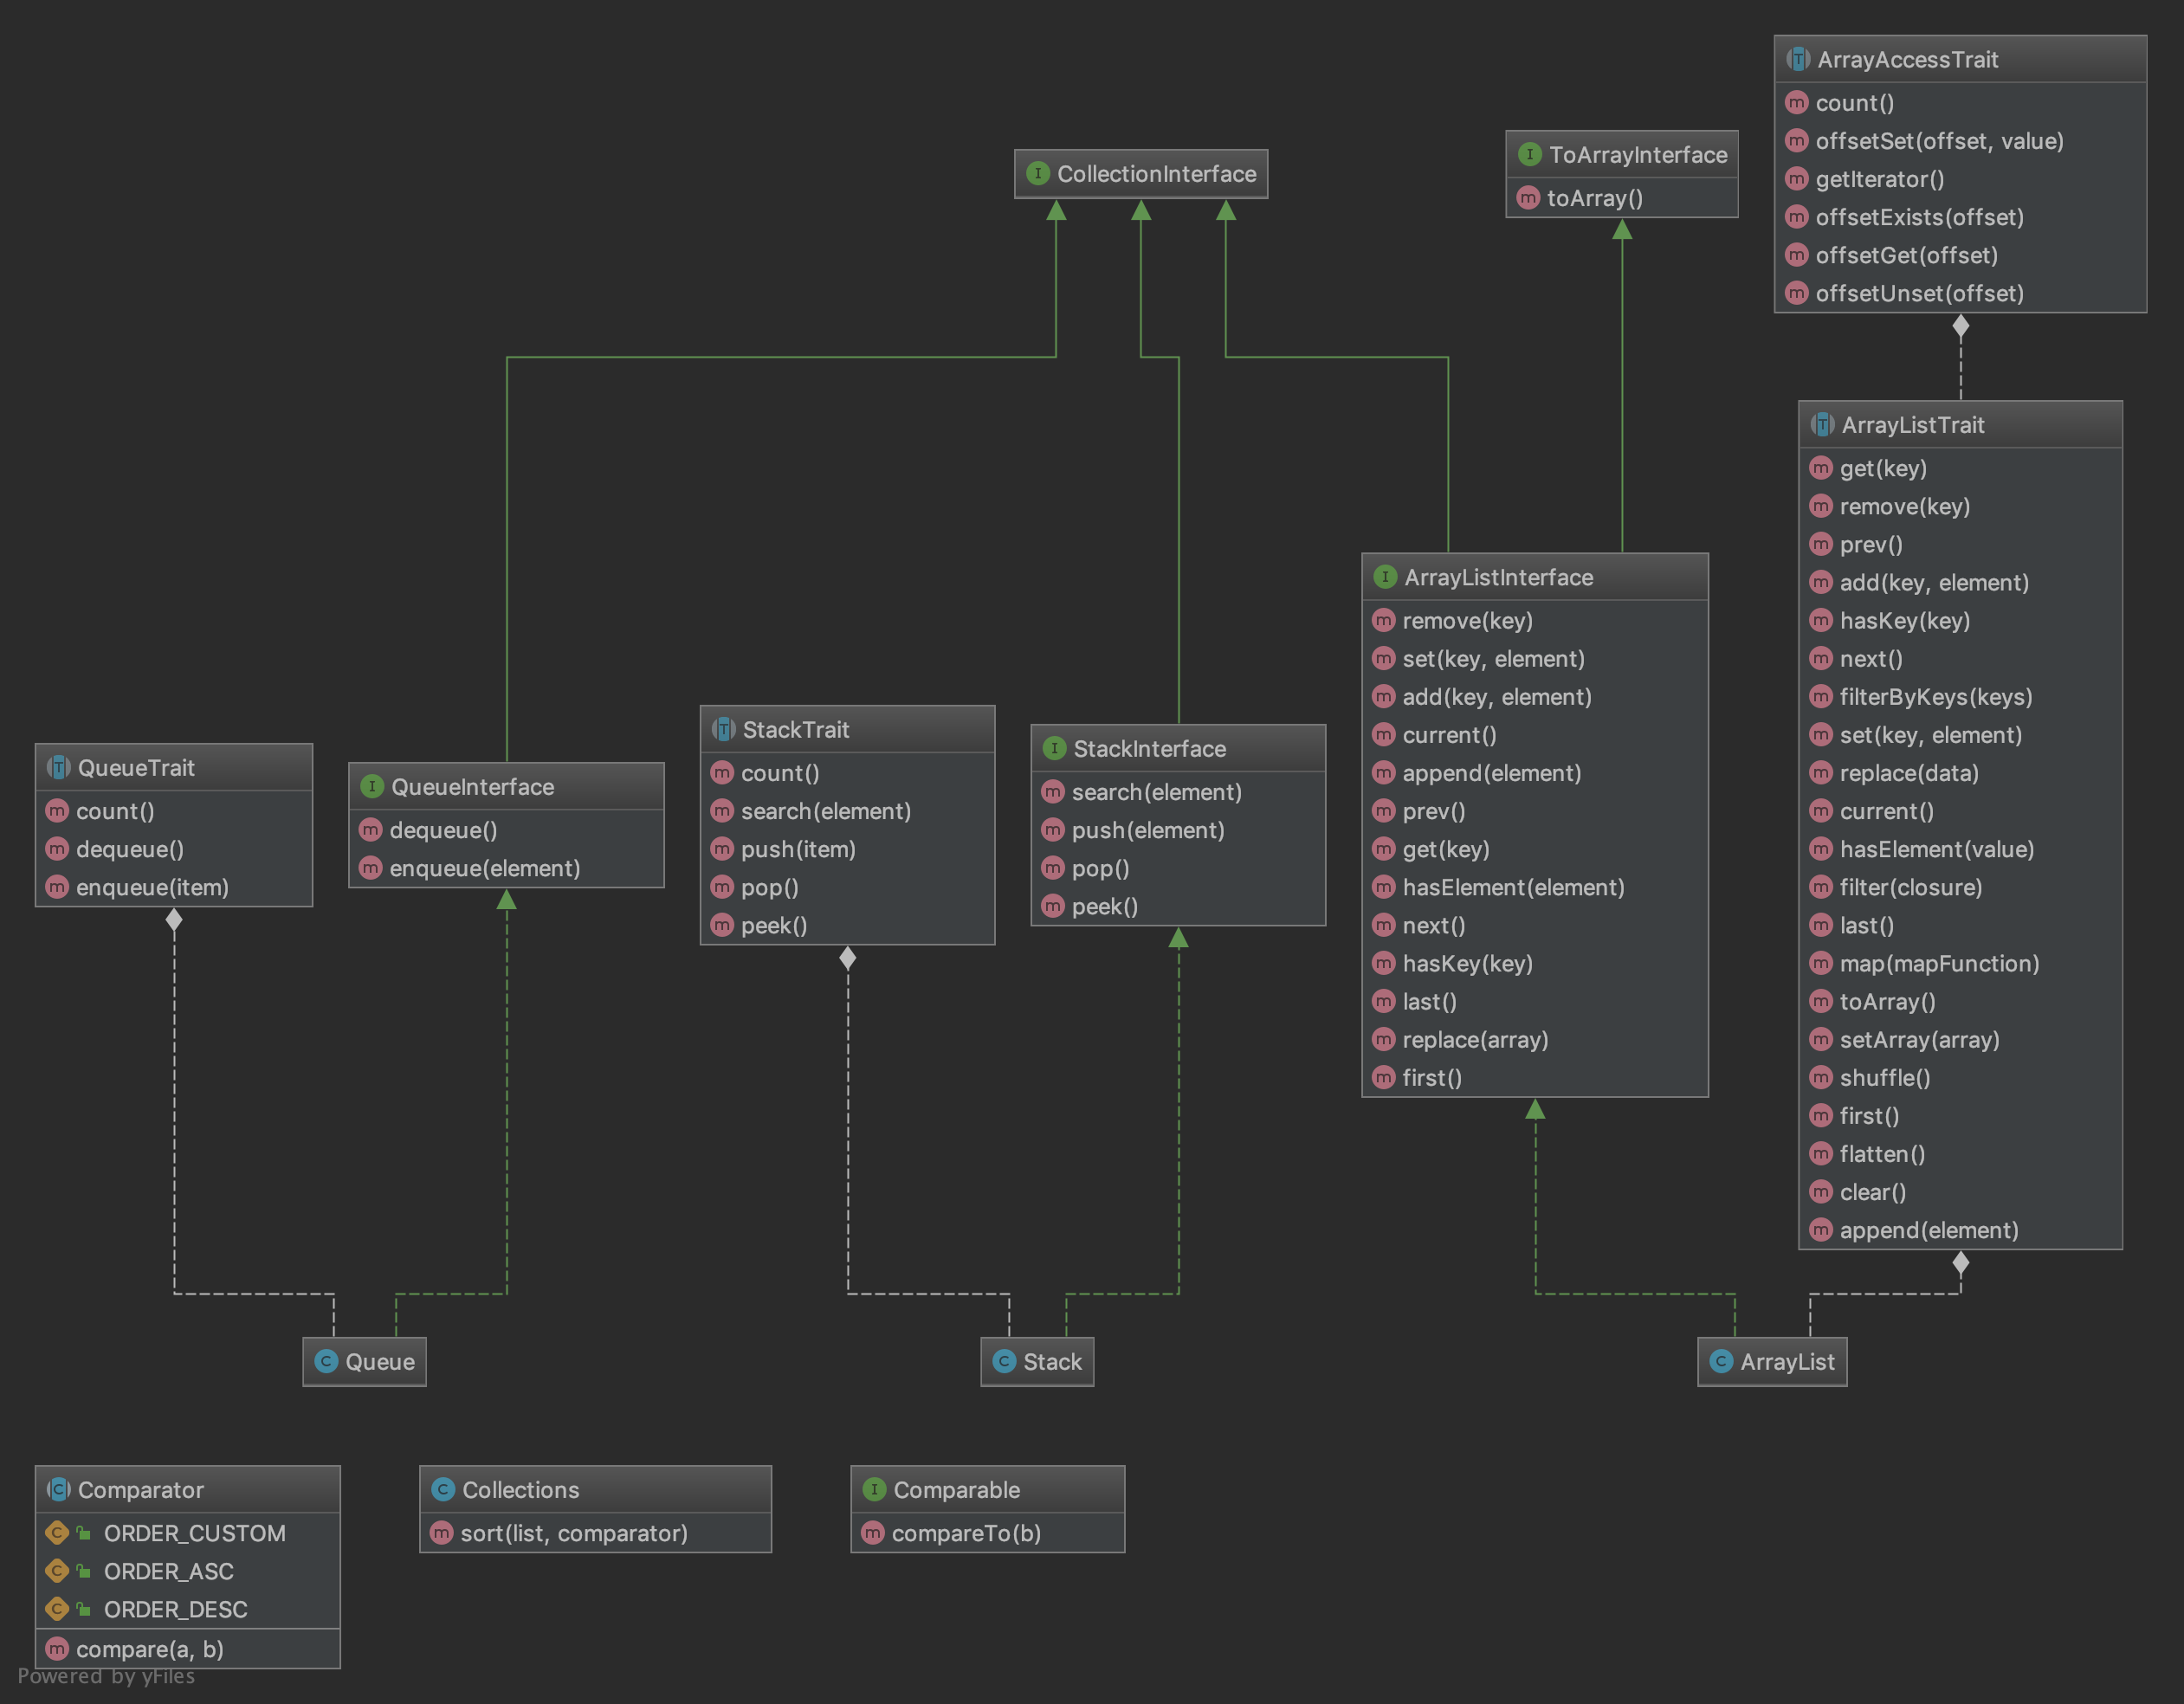 ArrayAccessTrait
count()
offsetSet(offset, value)
getIterator()
offsetExists(offset)
offsetGet(offset)
offsetUnset(offset)
CollectionInterface
ToArrayInterface
toArray()
ArrayListTrait
get(key)
remove(key)
prev()
add(key, element)
hasKey(key)
next()
filterByKeys(keys)
set(key, element)
replace(data)
current()
hasElement(value)
filter(closure)
last()
map(mapFunction)
toArray()
setArray(array)
shuffle()
first()
flatten()
clear()
append(element)
ArrayListInterface
remove(key)
set(key, element)
add(key, element)
current()
append(element)
prev()
get(key)
hasElement(element)
next()
hasKey(key)
last()
replace(array)
first()
QueueTrait
count()
dequeue()
enqueue(item)
QueueInterface
dequeue()
enqueue(element)
StackTrait
count()
search(element)
push(item)
pop()
peek()
StackInterface
search(element)
push(element)
pop()
peek()
Queue
Stack
ArrayList
Comparator
ORDER_CUSTOM
ORDER_ASC
ORDER_DESC
compare(a, b)
Collections
sort(list, comparator)
Comparable
compareTo(b)
Powered by yFiles